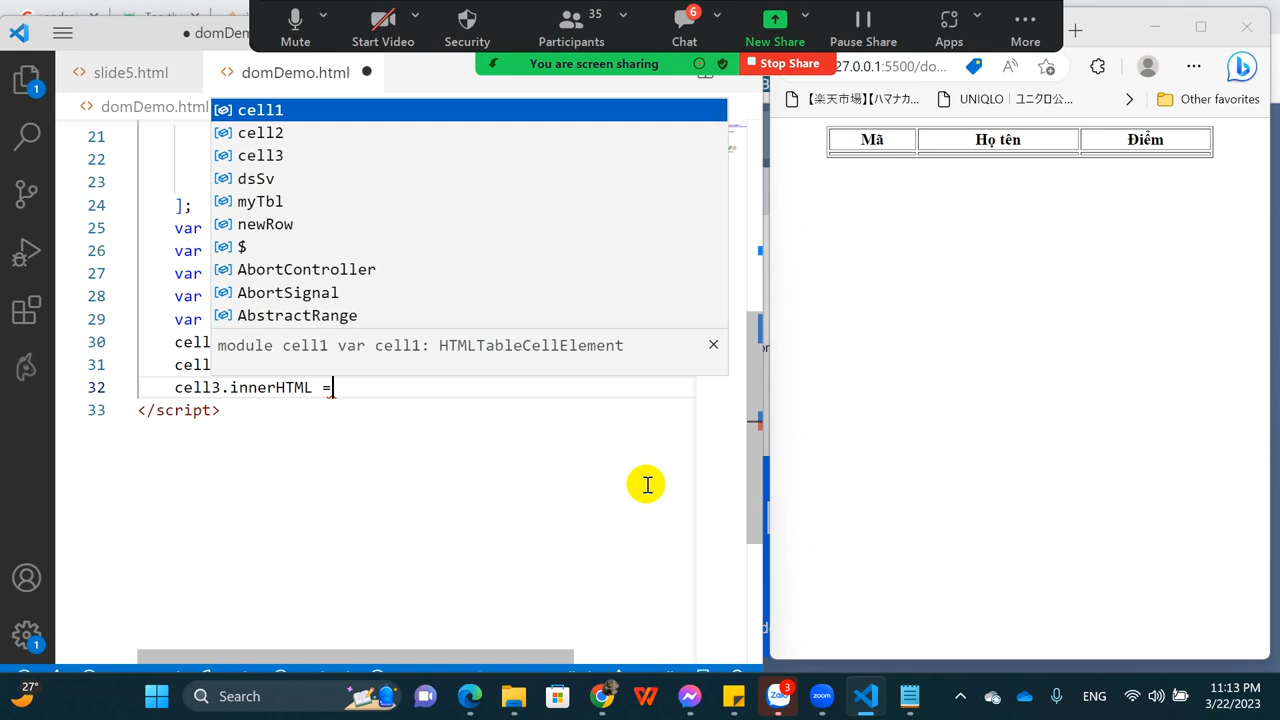 35
6
Mute
Start Video
Security
Participants
Chat
New Share
Pause Share
Apps
More
You are screen sharing
Stop Share
domDem
27.0.0.1:5500/do...
slide5.html
domDemo.html
domDemo.html
【楽天市場】【ハマナカ...
UNIQLO｜ユニクロ公...
Other favorites
1
cell1
cell2
cell3
dsSv
myTbl
newRow
$
AbortController
AbortSignal
AbstractRange
module cell1 var cell1: HTMLTableCellElement
21
22
23
24 ];
25 var
26 var
27 var
28 var
29 var
30 cell
31 cell
32 cell3.innerHTML =
33 </script>
Mã Họ tên Điểm
1
27°
Search
3
ENG
11:13 PM
3/22/2023